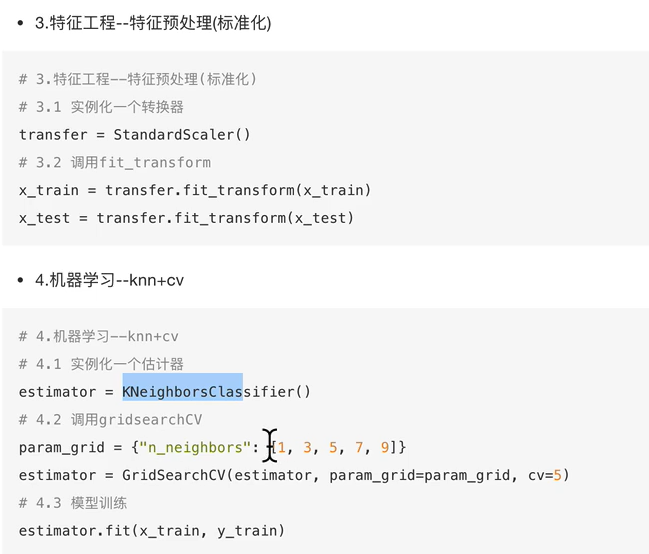 • 3.特征工程--特征预处理(标准化)
# 3.特征工程--特征预处理(标准化)
# 3.1 实例化一个转换器
transfer = StandardScaler()
# 3.2 调用fit_transform
x_train = transfer.fit_transform(x_train)
x_test = transfer.fit_transform(x_test)
• 4.机器学习--knn+cv
# 4.机器学习--knn+cv
# 4.1 实例化一个估计器
estimator = KNeighborsClassifier()
# 4.2 调用gridsearchCV
param_grid = {"n_neighbors": [1, 3, 5, 7, 9]}
estimator = GridSearchCV(estimator, param_grid=param_grid, cv=5)
# 4.3 模型训练
estimator.fit(x_train, y_train)